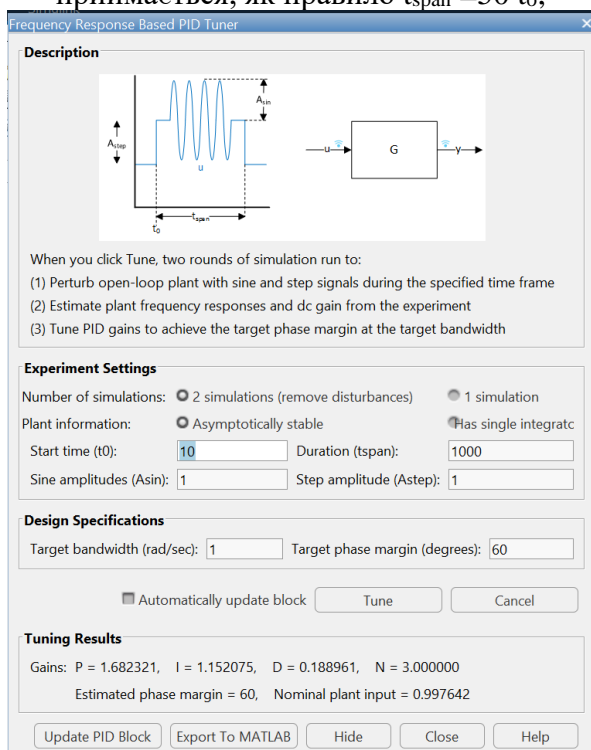 приймається, як правило tspan =50 t0,
Frequency Response Based PID Tuner
Description
Asin
Astep
u
t0
tspan
u
G
y
When you click Tune, two rounds of simulation run to:
(1) Perturb open-loop plant with sine and step signals during the specified time frame
(2) Estimate plant frequency responses and dc gain from the experiment
(3) Tune PID gains to achieve the target phase margin at the target bandwidth
Experiment Settings
Number of simulations: 2 simulations (remove disturbances) 1 simulation
Plant information: Asymptotically stable Has single integratc
Start time (t0): 10 Duration (tspan): 1000
Sine amplitudes (Asin): 1 Step amplitude (Astep): 1
Design Specifications
Target bandwidth (rad/sec): 1 Target phase margin (degrees): 60
Automatically update block Tune Cancel
Tuning Results
Gains: P = 1.682321, I = 1.152075, D = 0.188961, N = 3.000000
Estimated phase margin = 60, Nominal plant input = 0.997642
Update PID Block Export To MATLAB Hide Close Help